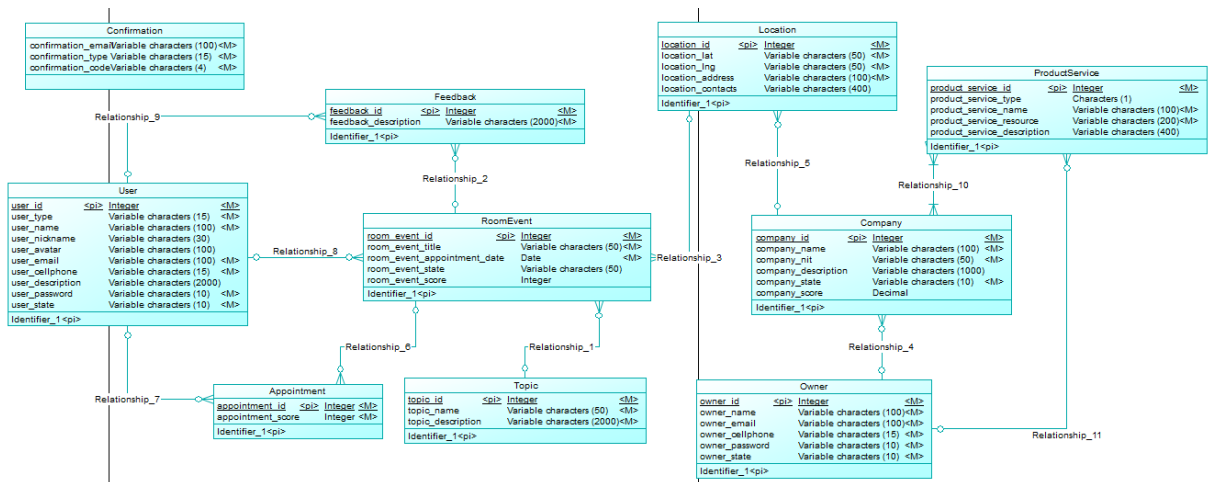 Confirmation
confirmation_email Variable characters (100) <M>
confirmation_type Variable characters (15) <M>
confirmation_code Variable characters (4) <M>
Relationship_9
Feedback
feedback_id <pi> Integer <M>
feedback_description Variable characters (2000) <M>
Identifier_1 <pi>
Relationship_2
User
user_id <pi> Integer <M>
user_type Variable characters (15) <M>
user_name Variable characters (100) <M>
user_nickname Variable characters (30)
user_avatar Variable characters (100)
user_email Variable characters (100) <M>
user_cellphone Variable characters (15) <M>
user_description Variable characters (2000)
user_password Variable characters (10) <M>
user_state Variable characters (10) <M>
Identifier_1 <pi>
Relationship_8
RoomEvent
room_event_id <pi> Integer <M>
room_event_title Variable characters (50) <M>
room_event_appointment_date Date <M>
room_event_state Variable characters (50)
room_event_score Integer
Identifier_1 <pi>
Relationship_3
Relationship_6
Relationship_1
Relationship_7
Appointment
appointment_id <pi> Integer <M>
appointment_score Integer <M>
Identifier_1 <pi>
Topic
topic_id <pi> Integer <M>
topic_name Variable characters (50) <M>
topic_description Variable characters (2000) <M>
Identifier_1 <pi>
Location
location_id <pi> Integer <M>
location_lat Variable characters (50) <M>
location_lng Variable characters (50) <M>
location_address Variable characters (100) <M>
location_contacts Variable characters (400)
Identifier_1 <pi>
Relationship_5
ProductService
product_service_id <pi> Integer <M>
product_service_type Characters (1)
product_service_name Variable characters (100) <M>
product_service_resource Variable characters (200) <M>
product_service_description Variable characters (400)
Identifier_1 <pi>
Relationship_10
Company
company_id <pi> Integer <M>
company_name Variable characters (100) <M>
company_nit Variable characters (50) <M>
company_description Variable characters (1000)
company_state Variable characters (10) <M>
company_score Decimal
Identifier_1 <pi>
Relationship_4
Owner
owner_id <pi> Integer <M>
owner_name Variable characters (100) <M>
owner_email Variable characters (100) <M>
owner_cellphone Variable characters (15) <M>
owner_password Variable characters (10) <M>
owner_state Variable characters (10) <M>
Identifier_1 <pi>
Relationship_11